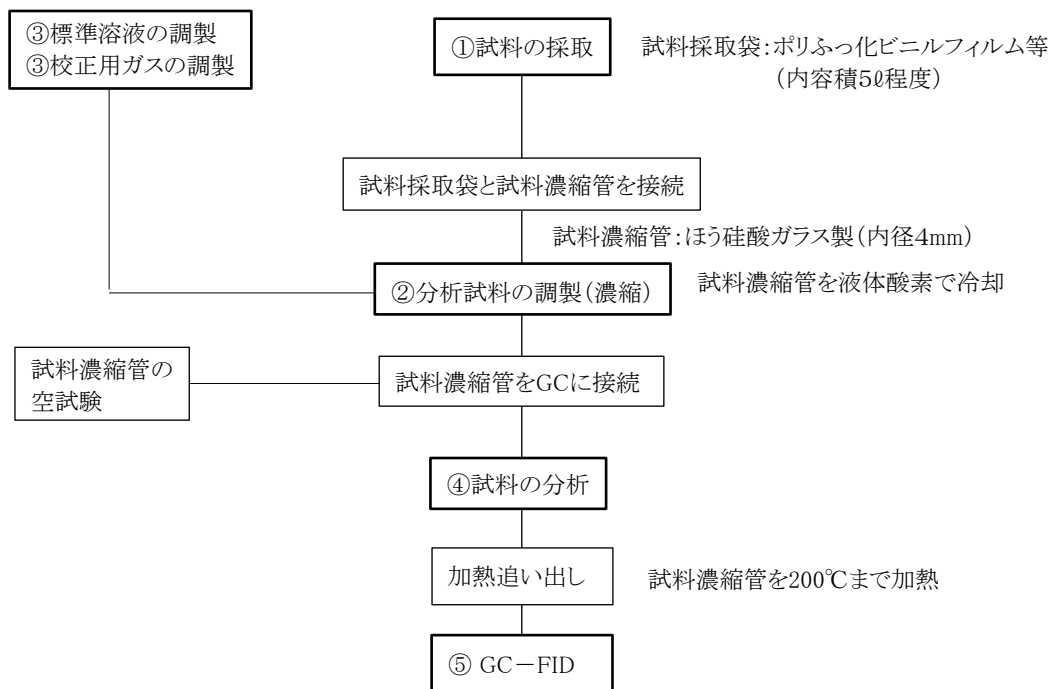 ③標準溶液の調製
③校正用ガスの調製
①試料の採取
試料採取袋：ポリふっ化ビニルフィルム等
（内容積5ℓ程度）
試料採取袋と試料濃縮管を接続
試料濃縮管：ほう硅酸ガラス製（内径4mm）
②分析試料の調製（濃縮）
試料濃縮管を液体酸素で冷却
試料濃縮管の
空試験
試料濃縮管をGCに接続
④試料の分析
加熱追い出し
試料濃縮管を200℃まで加熱
⑤ GC－FID